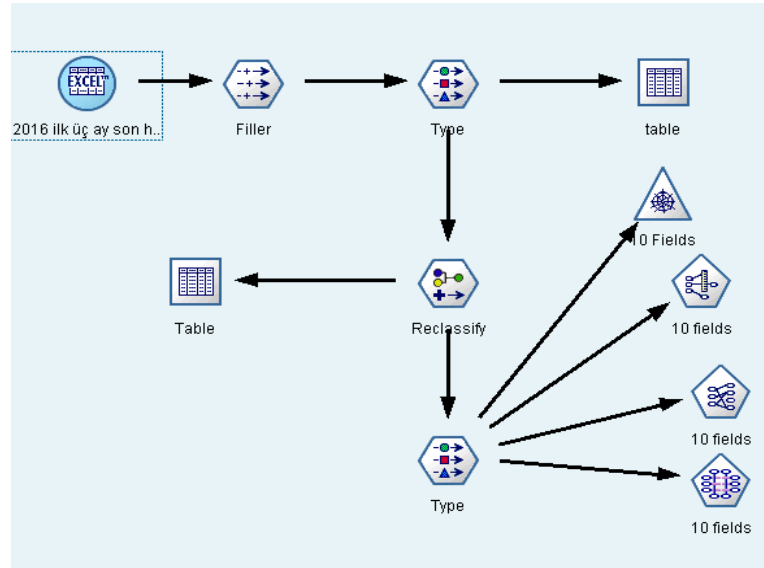 EXCEL™
2016 ilk üç ay son h..
Filler
Type
table
10 Fields
Table
Reclassify
10 fields
10 fields
Type
10 fields